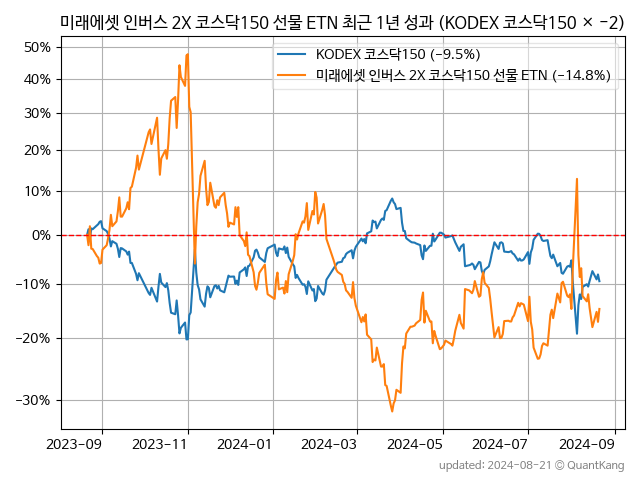 미래에셋 인버스 2X 코스닥150 선물 ETN 최근 1년 성과 (KODEX 코스닥150 × −2)
50%
40%
30%
20%
10%
0%
−10%
−20%
−30%
KODEX 코스닥150 (−9.5%)
미래에셋 인버스 2X 코스닥150 선물 ETN (−14.8%)
2023-09 2023-11 2024-01 2024-03 2024-05 2024-07 2024-09
updated: 2024-08-21 © QuantKang